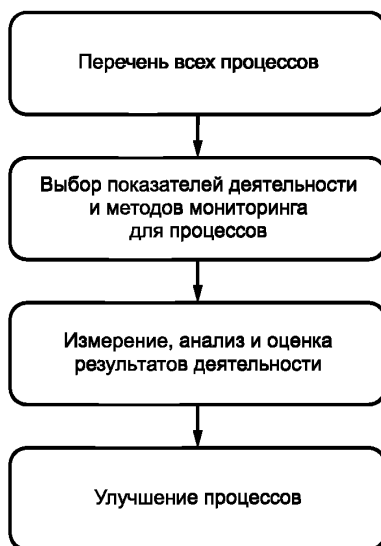 Перечень всех процессов
Выбор показателей деятельности
и методов мониторинга
для процессов
Измерение, анализ и оценка
результатов деятельности
Улучшение процессов